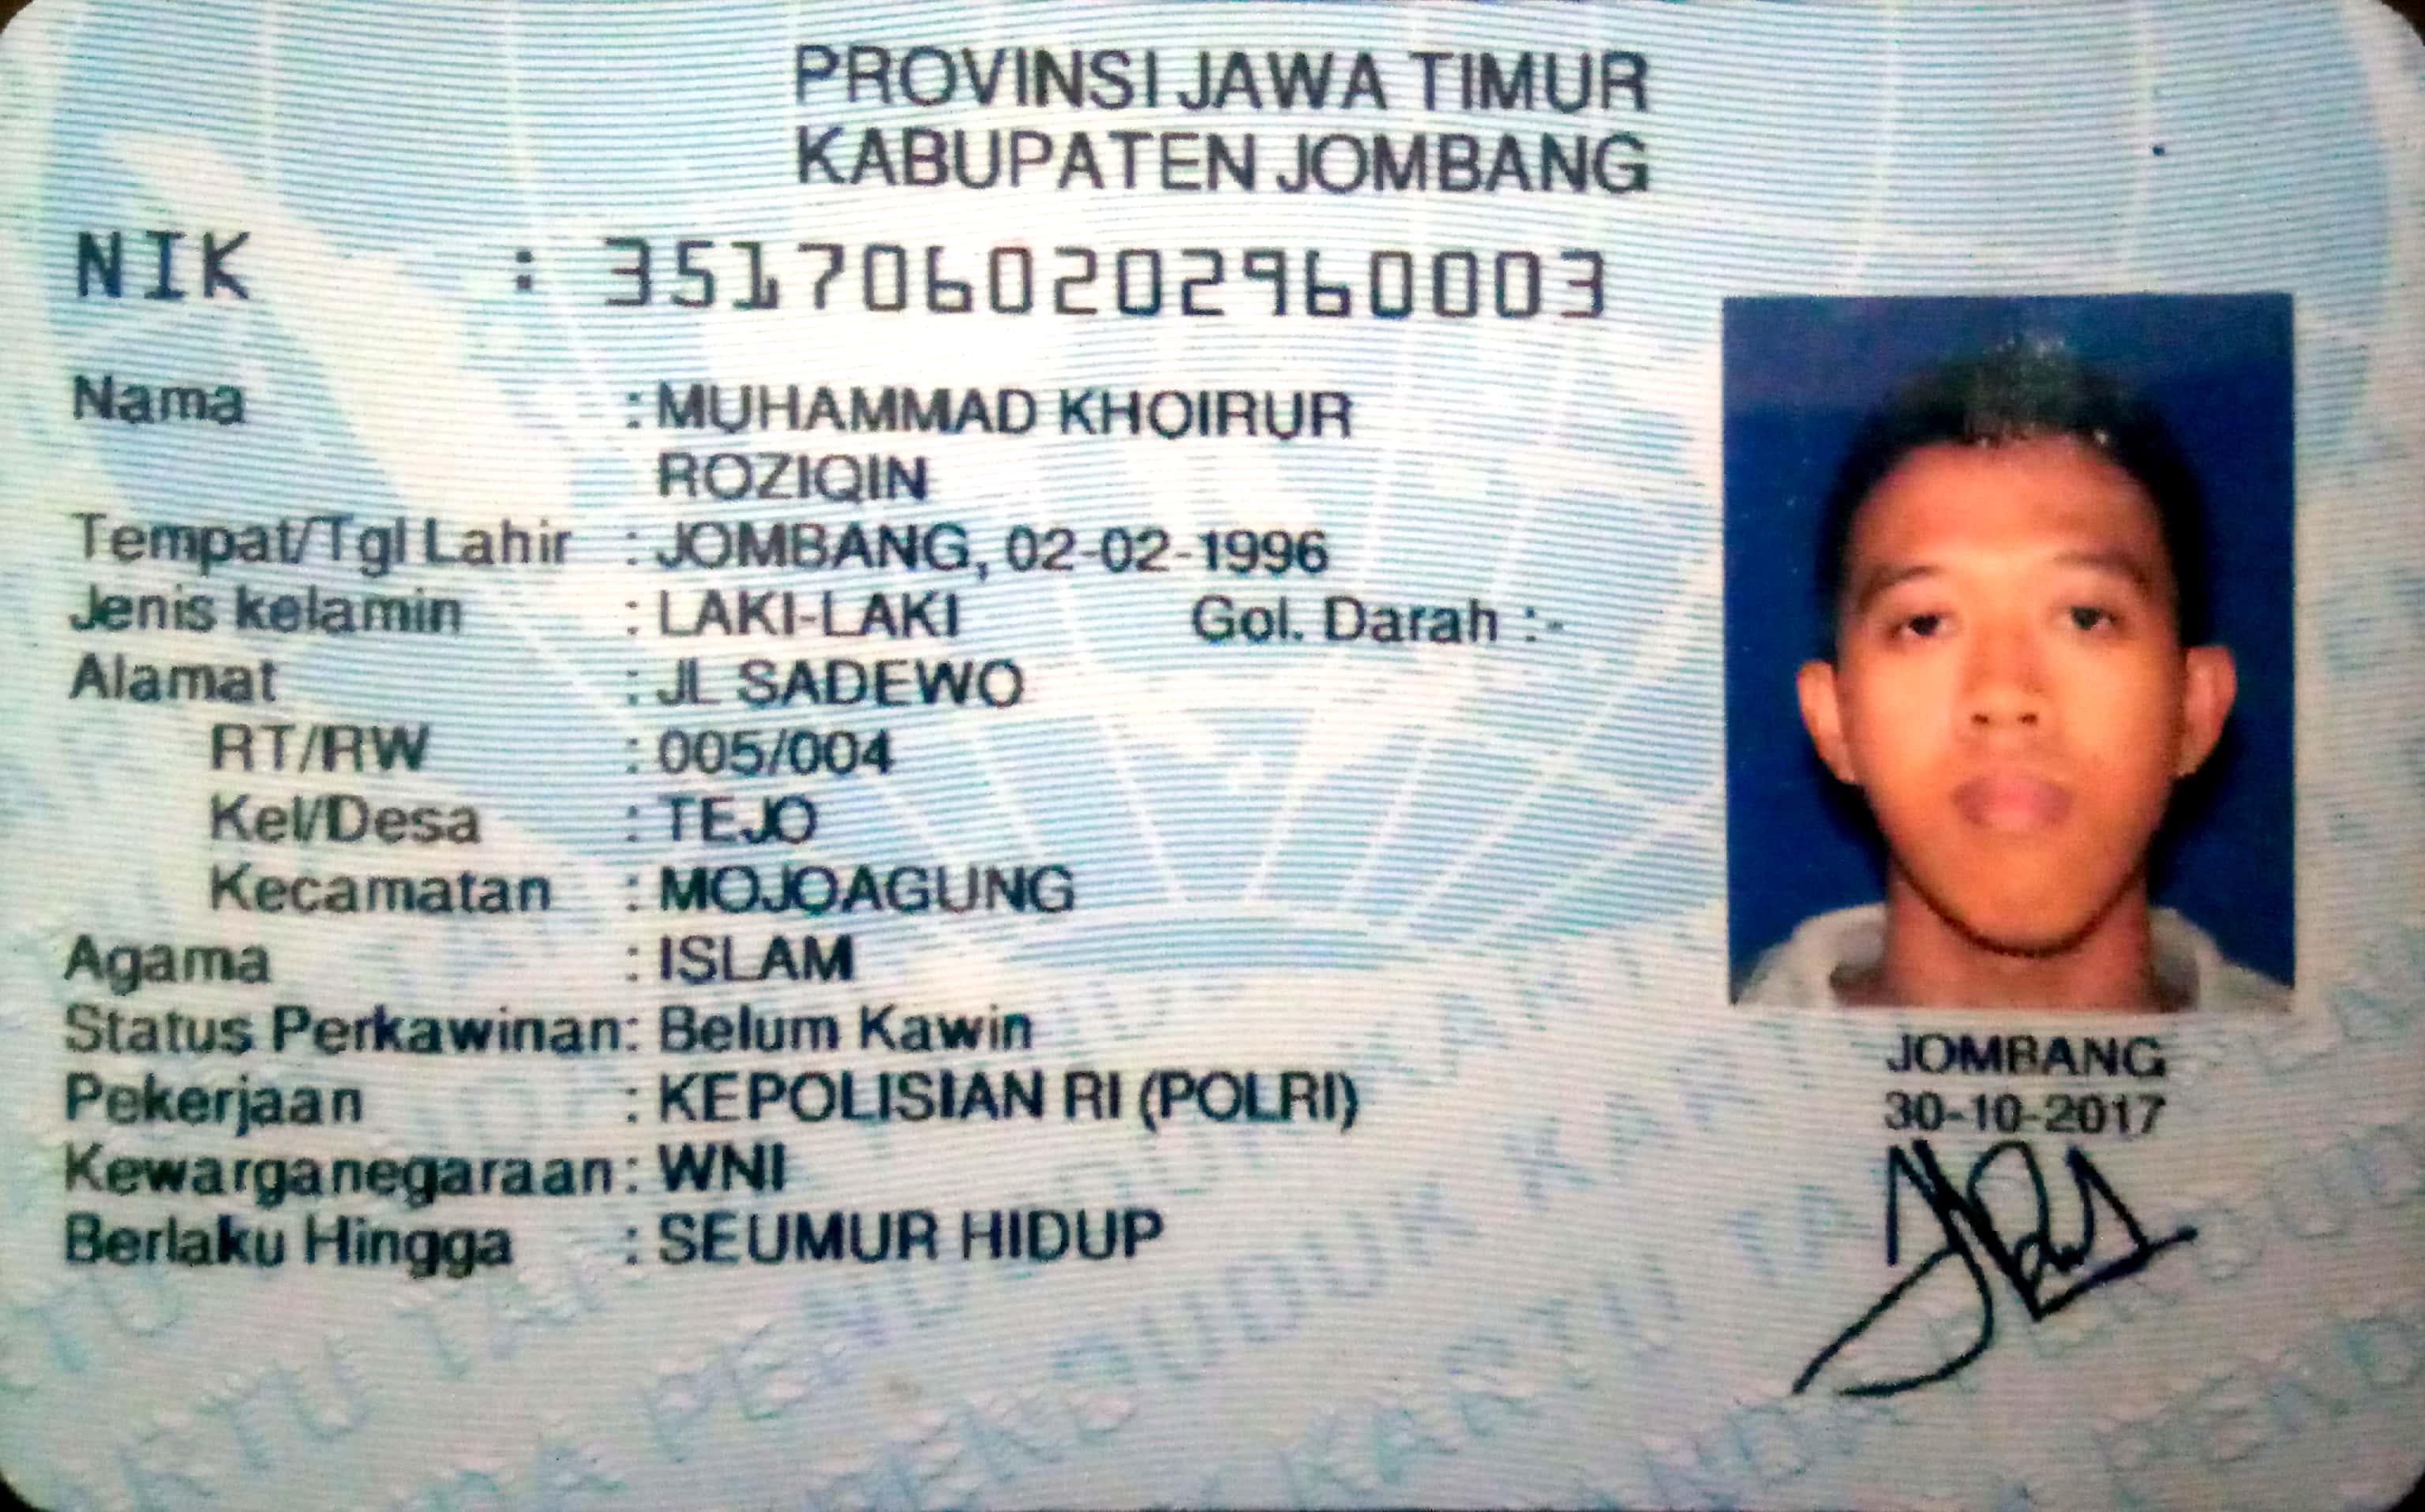 PROVINSI JAWA TIMUR
KABUPATEN JOMBANG
NIK : 3517060202960003
Nama : MUHAMMAD KHOIRUR
ROZIQIN
Tempat/Tgl Lahir : JOMBANG, 02-02-1996
Jenis kelamin : LAKI-LAKI Gol. Darah :-
Alamat : JL SADEWO
RT/RW : 005/004
Kel/Desa : TEJO
Kecamatan : MOJOAGUNG
Agama : ISLAM
Status Perkawinan: Belum Kawin
Pekerjaan : KEPOLISIAN RI (POLRI)
Kewarganegaraan: WNI
Berlaku Hingga : SEUMUR HIDUP
JOMBANG
30-10-2017